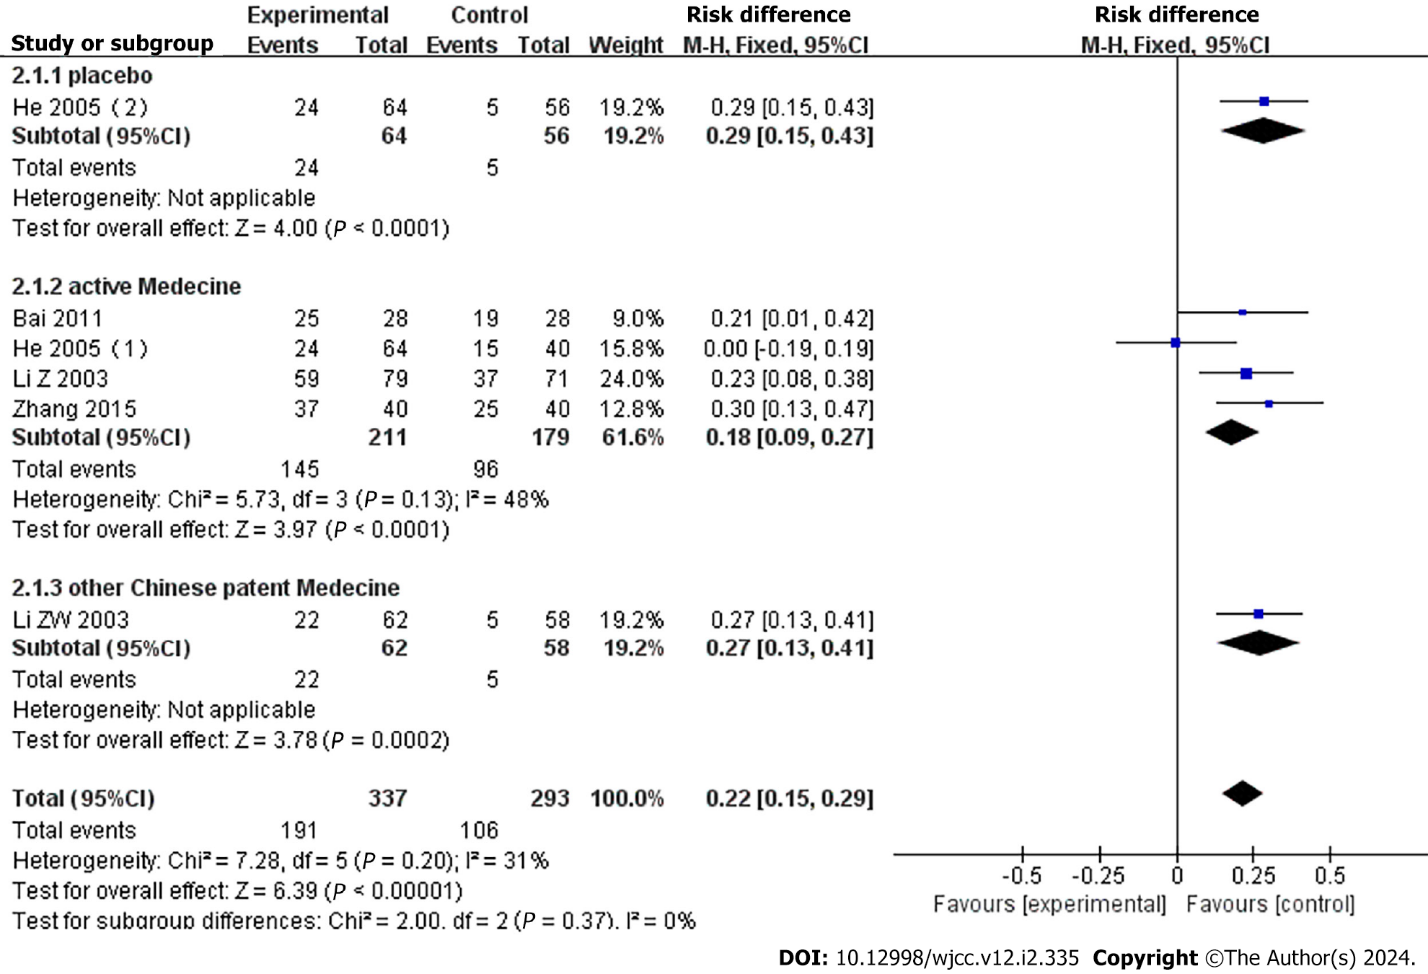 Experimental Control Risk difference Risk difference
Study or subgroup Events Total Events Total Weight M-H, Fixed, 95%CI M-H, Fixed, 95%CI
2.1.1 placebo
He 2005 (2) 24 64 5 56 19.2% 0.29 [0.15, 0.43]
Subtotal (95%CI) 64 56 19.2% 0.29 [0.15, 0.43]
Total events 24 5
Heterogeneity: Not applicable
Test for overall effect: Z = 4.00 (P < 0.0001)
2.1.2 active Medecine
Bai 2011 25 28 19 28 9.0% 0.21 [0.01, 0.42]
He 2005 (1) 24 64 15 40 15.8% 0.00 [-0.19, 0.19]
Li Z 2003 59 79 37 71 24.0% 0.23 [0.08, 0.38]
Zhang 2015 37 40 25 40 12.8% 0.30 [0.13, 0.47]
Subtotal (95%CI) 211 179 61.6% 0.18 [0.09, 0.27]
Total events 145 96
Heterogeneity: Chi² = 5.73, df = 3 (P = 0.13); I² = 48%
Test for overall effect: Z = 3.97 (P < 0.0001)
2.1.3 other Chinese patent Medecine
Li ZW 2003 22 62 5 58 19.2% 0.27 [0.13, 0.41]
Subtotal (95%CI) 62 58 19.2% 0.27 [0.13, 0.41]
Total events 22 5
Heterogeneity: Not applicable
Test for overall effect: Z = 3.78 (P = 0.0002)
Total (95%CI) 337 293 100.0% 0.22 [0.15, 0.29]
Total events 191 106
Heterogeneity: Chi² = 7.28, df = 5 (P = 0.20); I² = 31%
Test for overall effect: Z = 6.39 (P < 0.00001)
Test for subgroup differences: Chi² = 2.00. df = 2 (P = 0.37). I² = 0%
-0.5 -0.25 0 0.25 0.5
Favours [experimental] Favours [control]
DOI: 10.12998/wjcc.v12.i2.335 Copyright ©The Author(s) 2024.